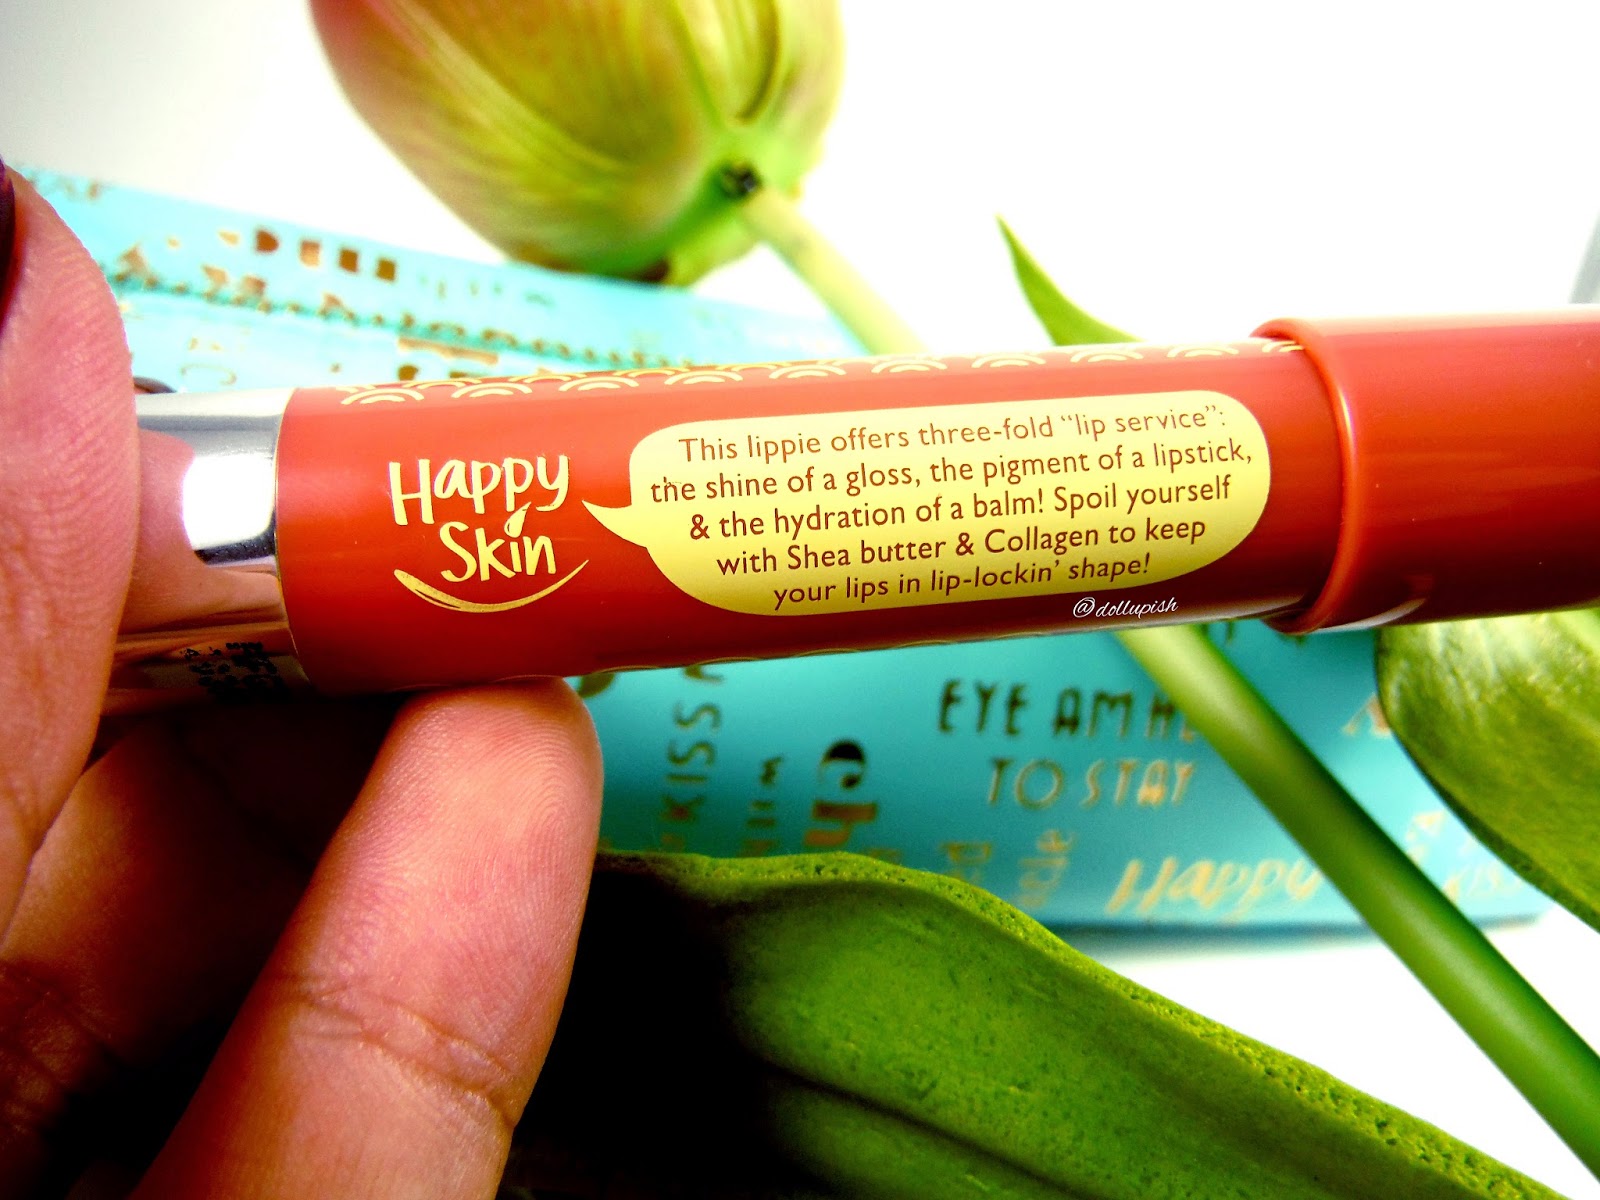 Happy
Skin
This lippie offers three-fold “lip service”:
the shine of a gloss, the pigment of a lipstick,
& the hydration of a balm! Spoil yourself
with Shea butter & Collagen to keep
your lips in lip-lockin’ shape!
@dollupish
EYE AM
TO STAY
KISS
Happy
KISS